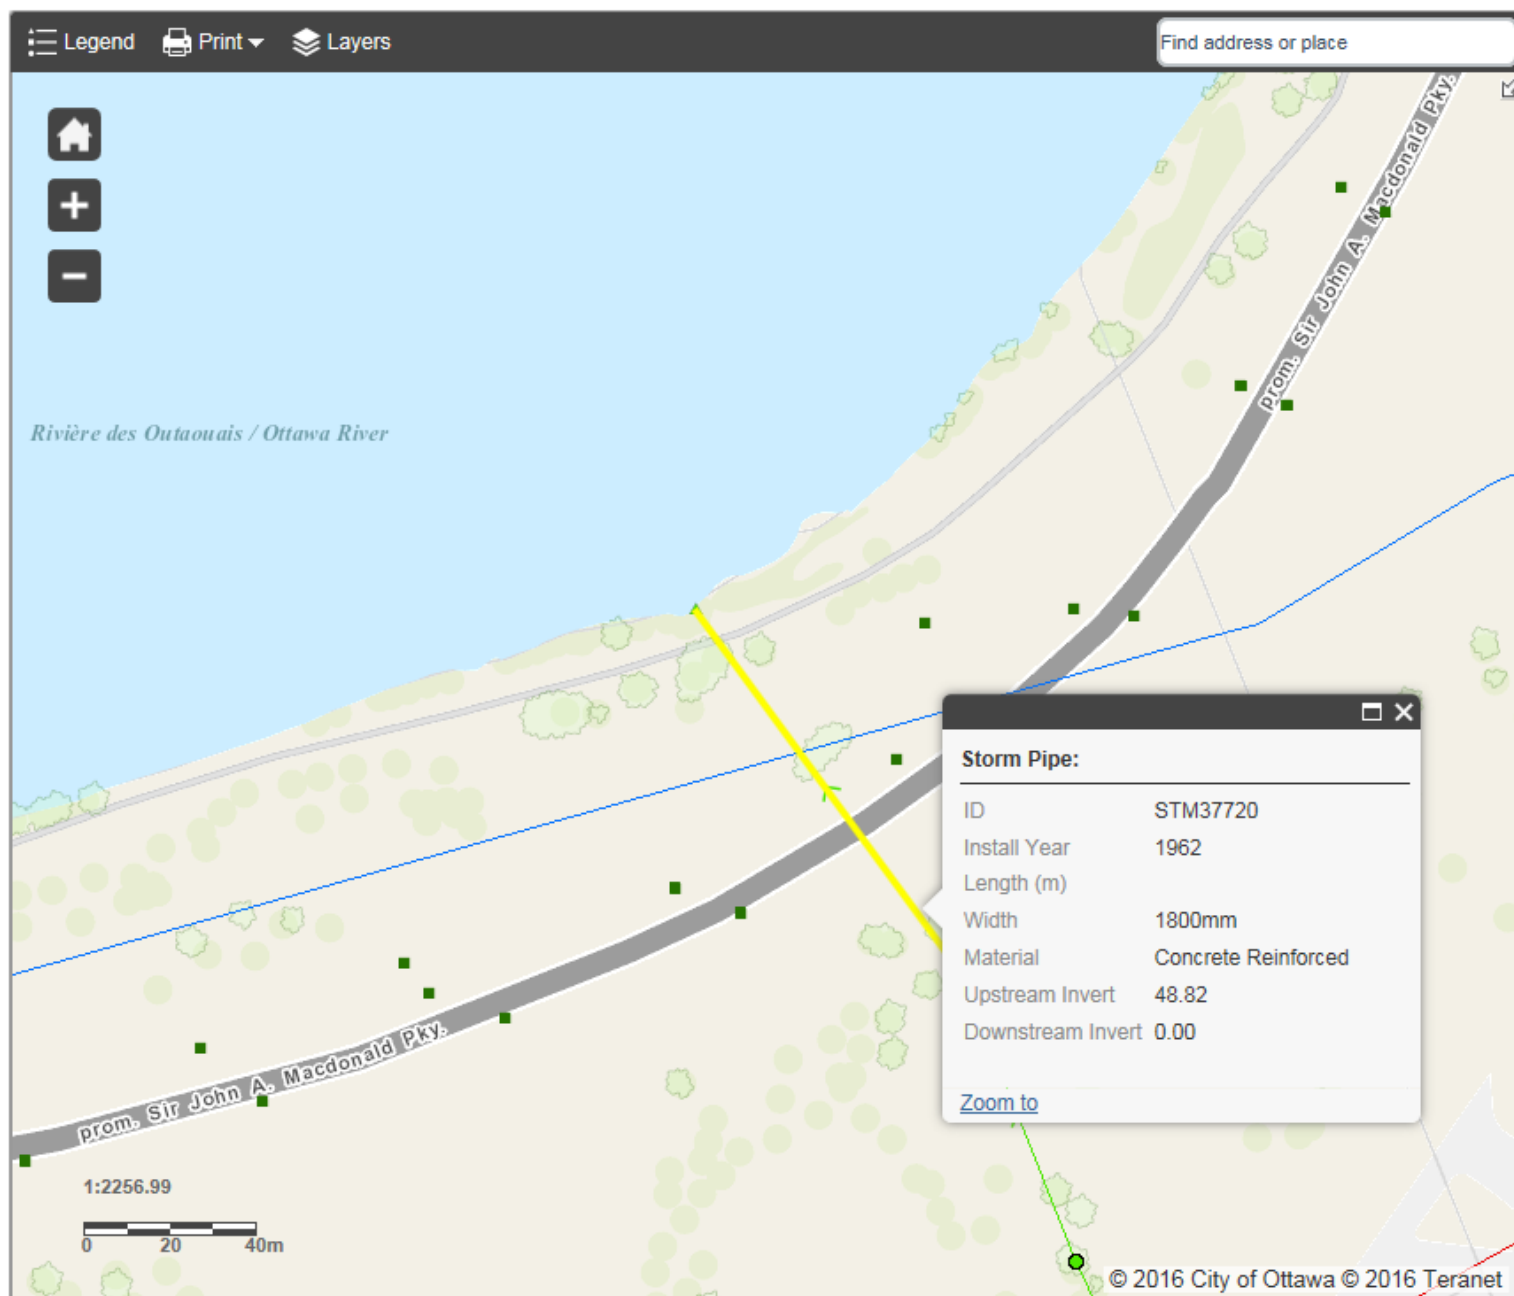 Legend Print Layers Find address or place
prom. Sir John A. Macdonald Pky.
Rivière des Outaouais / Ottawa River
Storm Pipe:
ID STM37720
Install Year 1962
Length (m)
Width 1800mm
Material Concrete Reinforced
Upstream Invert 48.82
Downstream Invert 0.00
Zoom to
prom. Sir John A. Macdonald Pky.
1:2256.99
0 20 40m
© 2016 City of Ottawa © 2016 Teranet